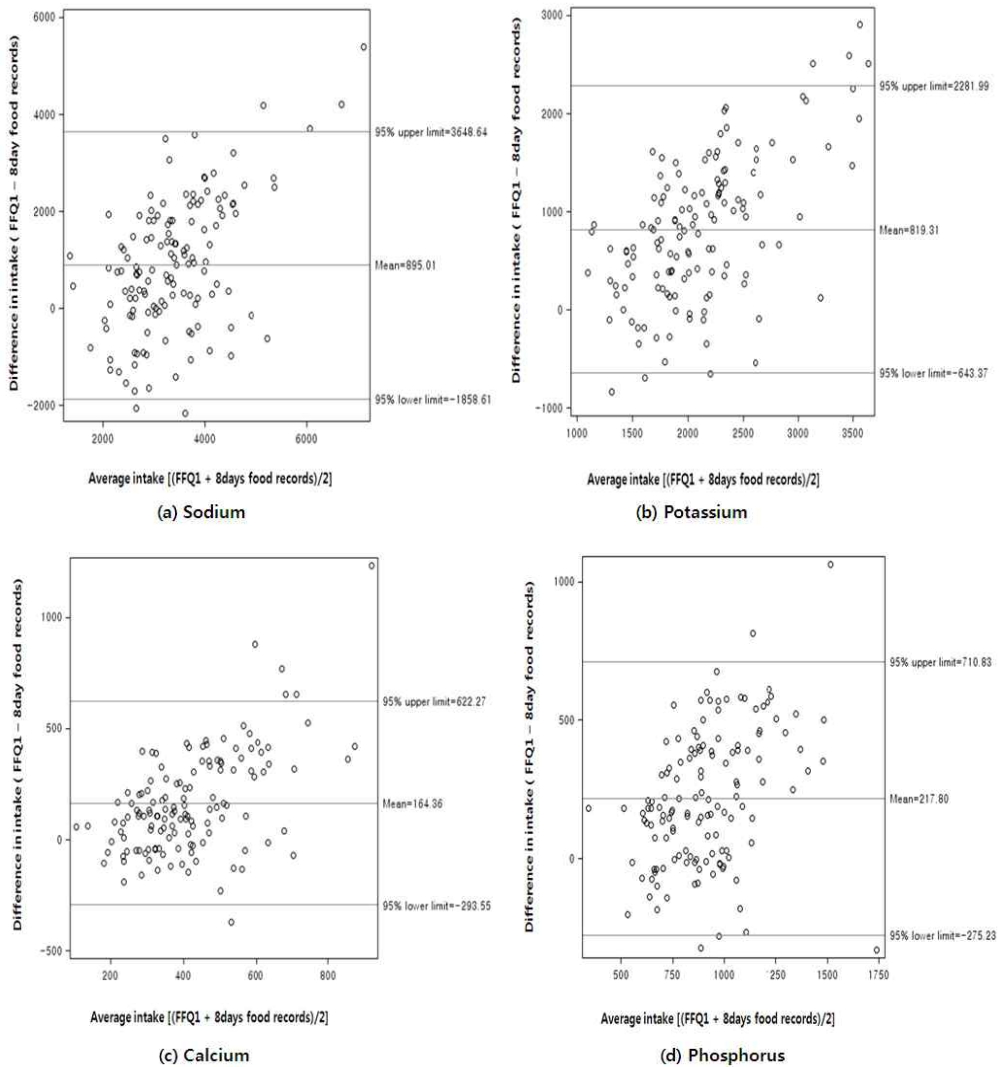 Difference in intake ( FFQ1 − 8day food records)
6000
4000
2000
0
−2000
95% upper limit=3648.64
Mean=895.01
95% lower limit=−1858.61
2000 4000 6000
Average intake [(FFQ1 + 8days food records)/2]
(a) Sodium
Difference in intake ( FFQ1 − 8day food records)
3000
2000
1000
0
−1000
95% upper limit=2281.99
Mean=819.31
95% lower limit=−643.37
1000 1500 2000 2500 3000 3500
Average intake [(FFQ1 + 8days food records)/2]
(b) Potassium
Difference in intake ( FFQ1 − 8day food records)
1000
500
0
−500
95% upper limit=622.27
Mean=164.36
95% lower limit=−293.55
200 400 600 800
Average intake [(FFQ1 + 8days food records)/2]
(c) Calcium
Difference in intake ( FFQ1 − 8day food records)
1000
500
0
95% upper limit=710.83
Mean=217.80
95% lower limit=−275.23
500 750 1000 1250 1500 1750
Average intake [(FFQ1 + 8days food records)/2]
(d) Phosphorus